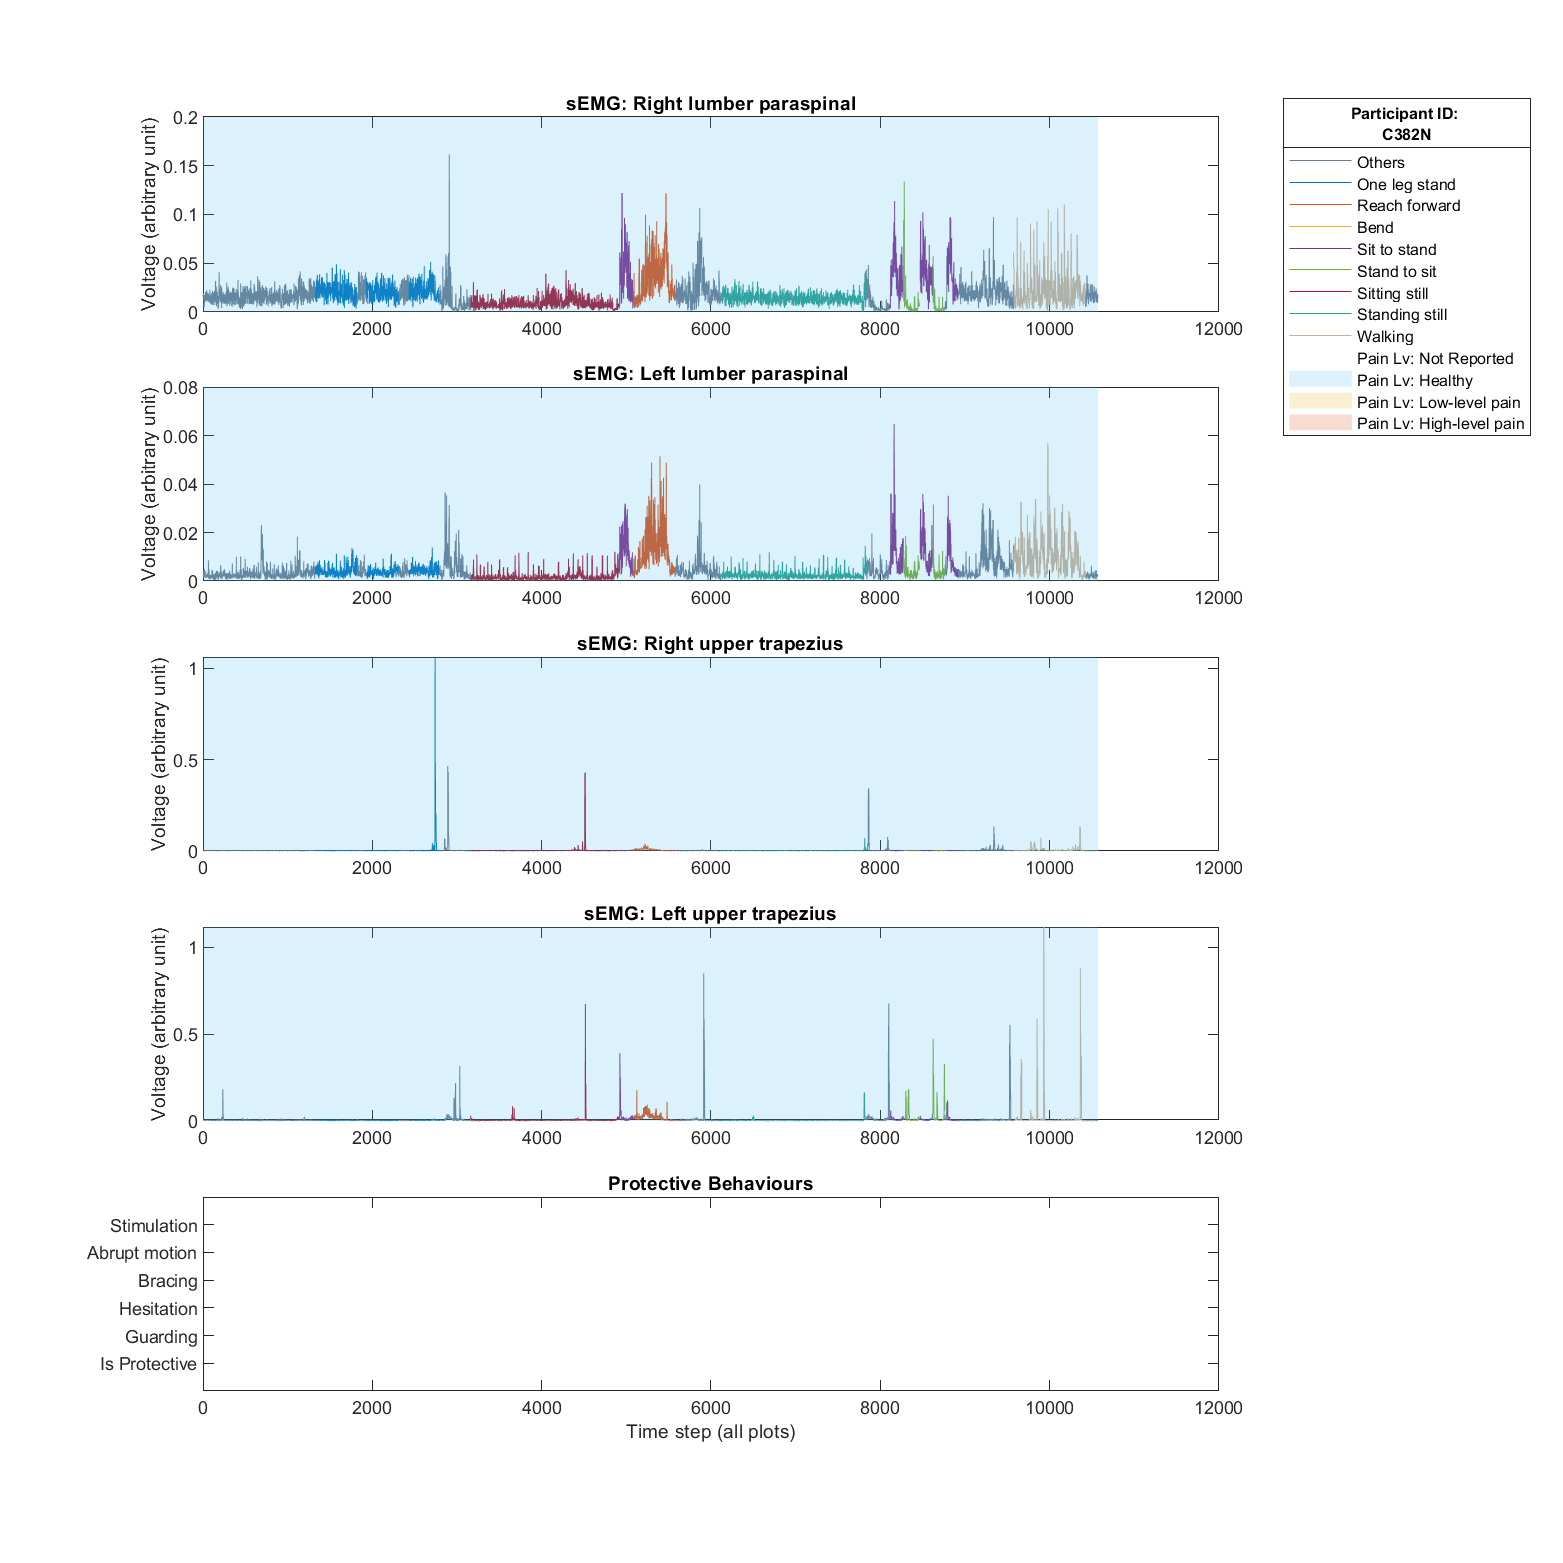 sEMG: Right lumber paraspinal
Voltage (arbitrary unit)
0.2
0.15
0.1
0.05
0
0 2000 4000 6000 8000 10000 12000
sEMG: Left lumber paraspinal
Voltage (arbitrary unit)
0.08
0.06
0.04
0.02
0
0 2000 4000 6000 8000 10000 12000
sEMG: Right upper trapezius
Voltage (arbitrary unit)
1
0.5
0
0 2000 4000 6000 8000 10000 12000
sEMG: Left upper trapezius
Voltage (arbitrary unit)
1
0.5
0
0 2000 4000 6000 8000 10000 12000
Protective Behaviours
Stimulation
Abrupt motion
Bracing
Hesitation
Guarding
Is Protective
0 2000 4000 6000 8000 10000 12000
Time step (all plots)
Participant ID:
C382N
Others
One leg stand
Reach forward
Bend
Sit to stand
Stand to sit
Sitting still
Standing still
Walking
Pain Lv: Not Reported
Pain Lv: Healthy
Pain Lv: Low-level pain
Pain Lv: High-level pain